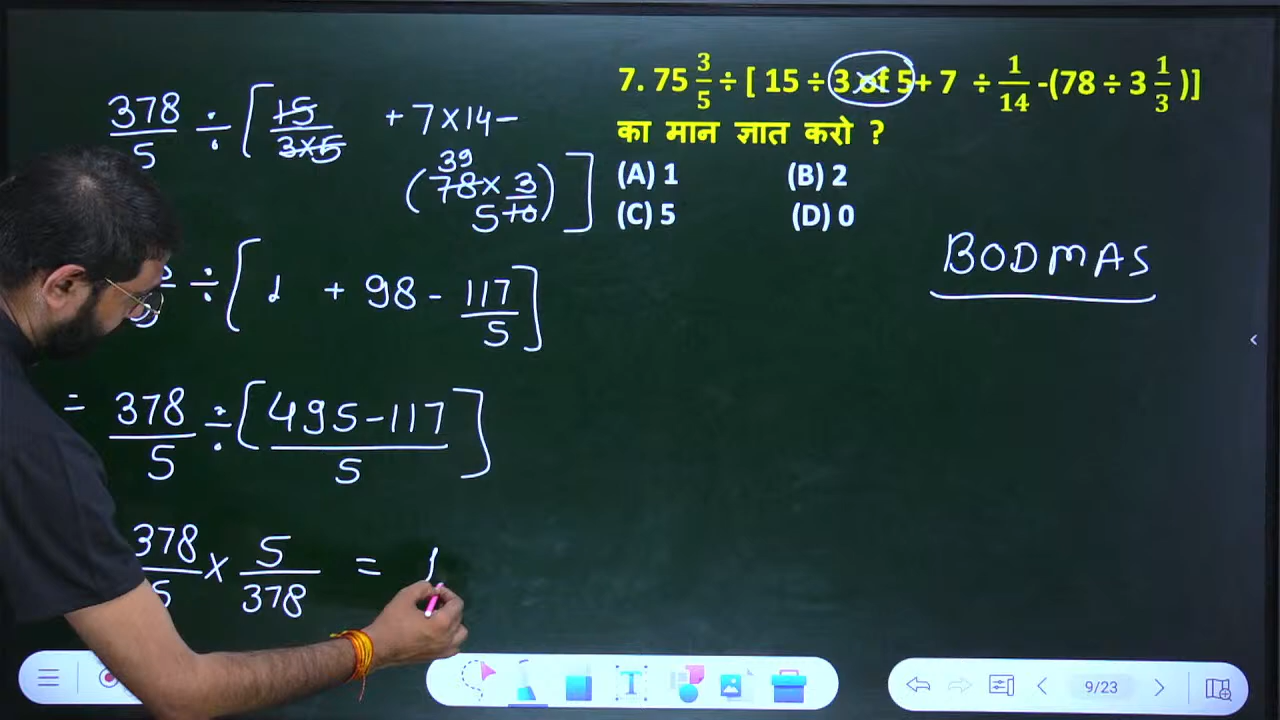 7. 75 3/5 ÷ [ 15 ÷ 3 of 5 + 7 ÷ 1/14 -(78 ÷ 3 1/3 )]
का मान ज्ञात करो ?
(A) 1 (B) 2
(C) 5 (D) 0
BODMAS
378/5 ÷ [ 15/3×5 + 7×14 –
( 39 78 × 3/10 5 ) ]
÷ [ 1 + 98 - 117/5 ]
= 378/5 ÷ [ 495-117/5 ]
378/5 × 5/378 = 1
T
9/23